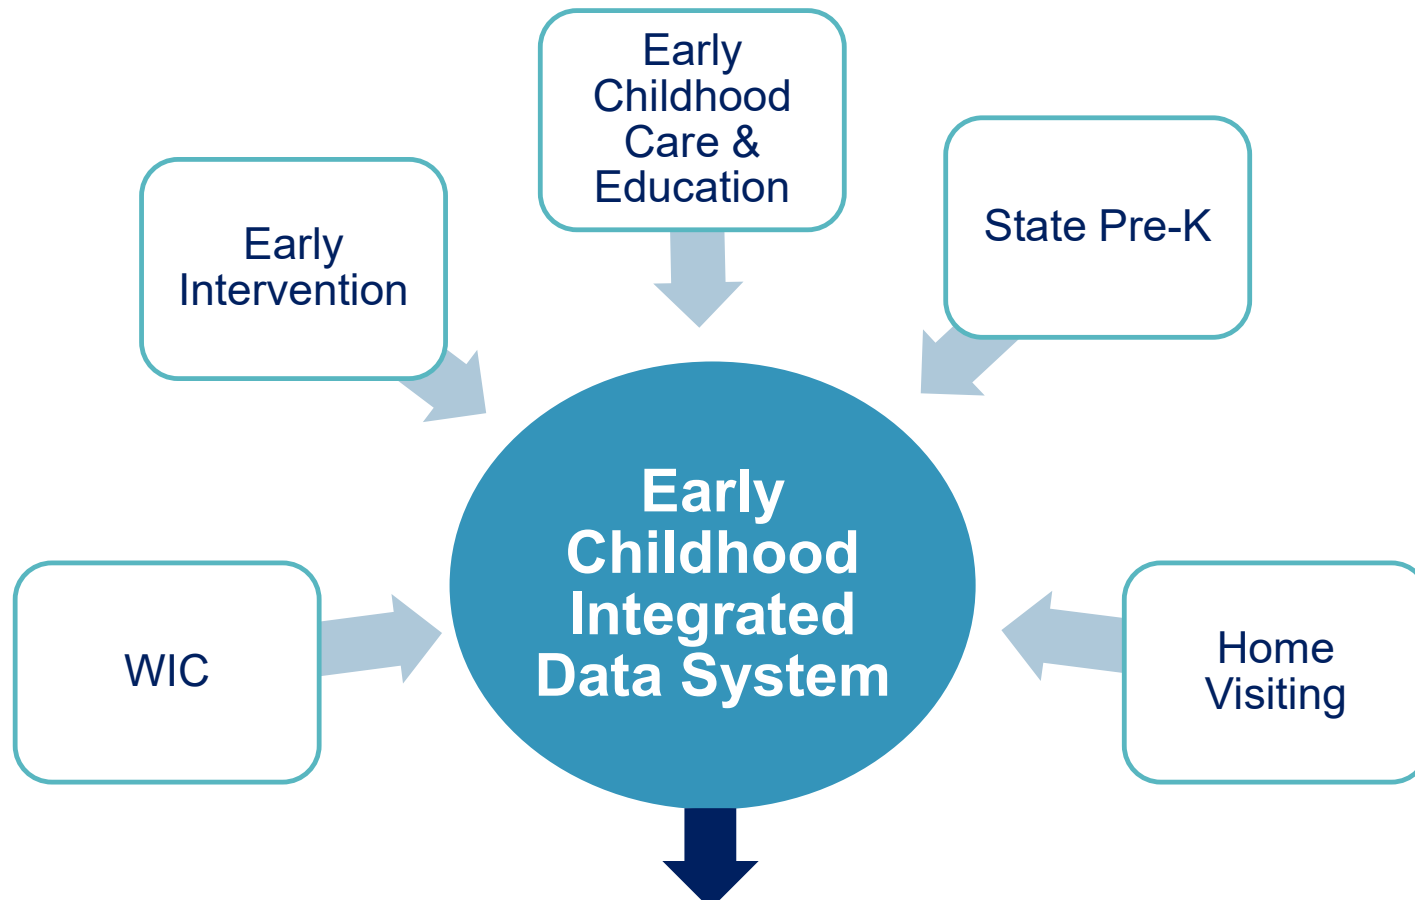 Early
Childhood
Care &
Education
State Pre-K
Early
Intervention
Early
Childhood
Integrated
Data System
WIC
Home
Visiting